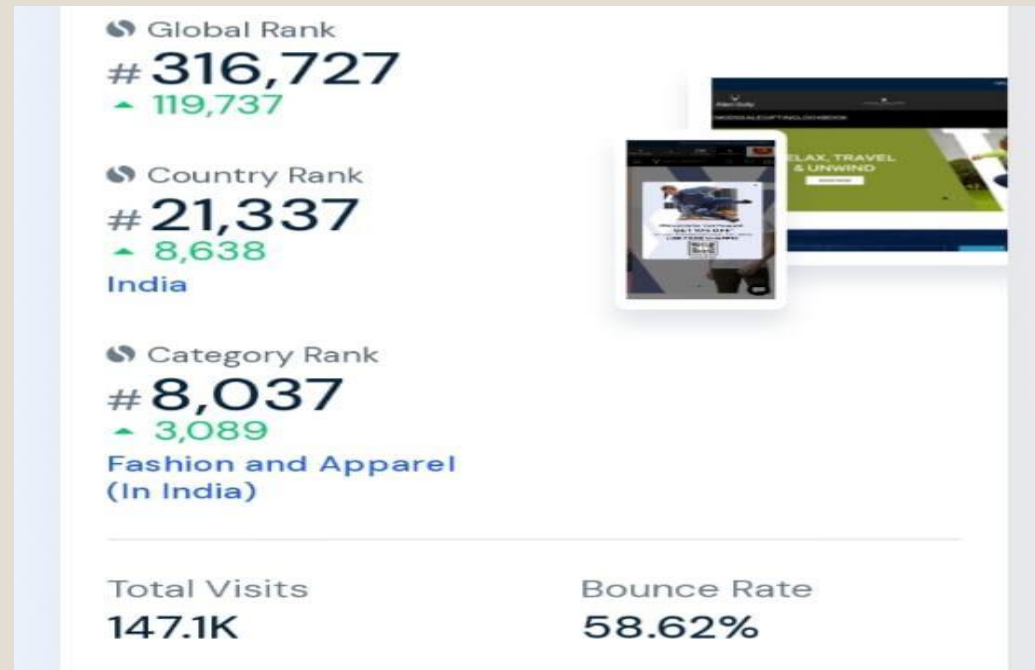 Global Rank
# 316,727
119,737
Country Rank
# 21,337
8,638
India
Category Rank
# 8,037
3,089
Fashion and Apparel
(In India)
Total Visits
147.1K
Bounce Rate
58.62%
RELAX, TRAVEL
& UNWIND